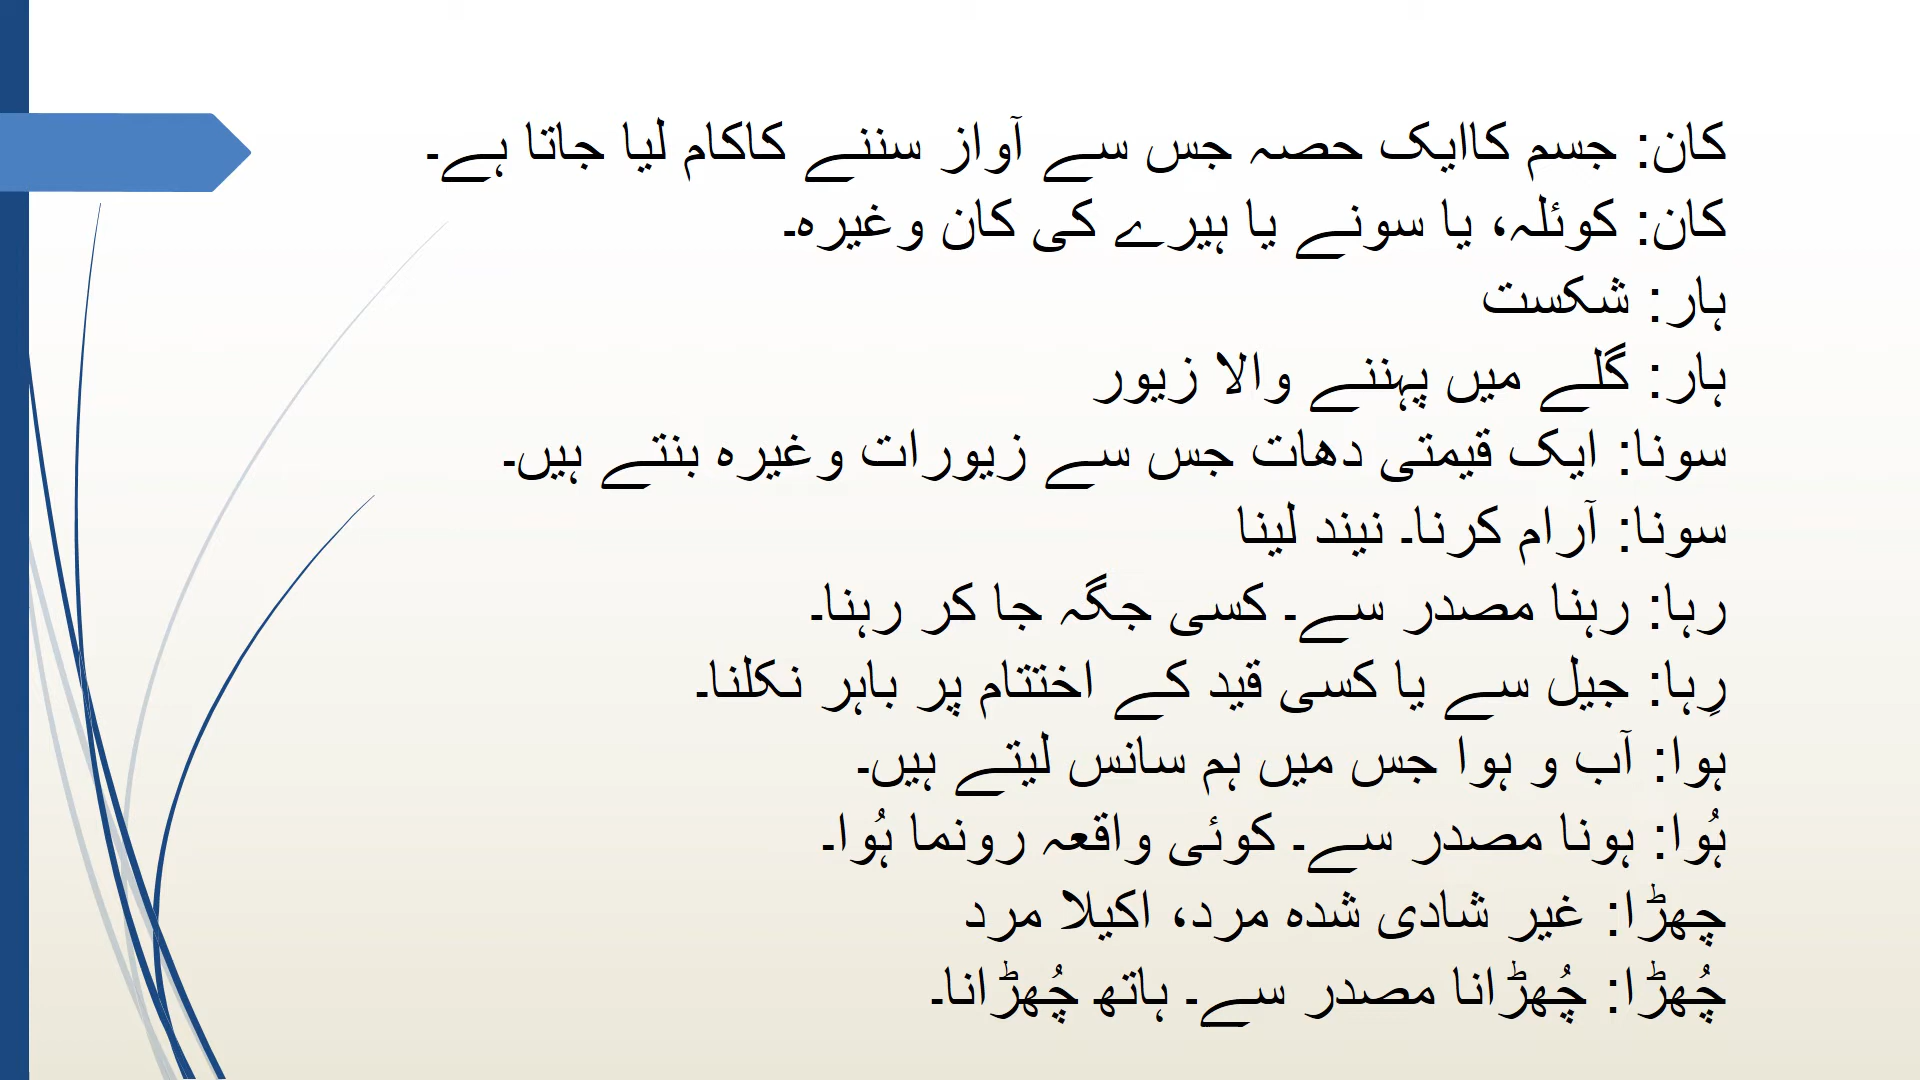 کان: جسم کاایک حصہ جس سے آواز سننے کاکام لیا جاتا ہے۔
کان: کوئلہ، یا سونے یا ہیرے کی کان وغیرہ۔
ہار: شکست
ہار: گلے میں پہننے والا زیور
سونا: ایک قیمتی دھات جس سے زیورات وغیرہ بنتے ہیں۔
سونا: آرام کرنا۔ نیند لینا
رہا: رہنا مصدر سے۔ کسی جگہ جا کر رہنا۔
رِہا: جیل سے یا کسی قید کے اختتام پر باہر نکلنا۔
ہوا: آب و ہوا جس میں ہم سانس لیتے ہیں۔
ہُوا: ہونا مصدر سے۔ کوئی واقعہ رونما ہُوا۔
چھڑا: غیر شادی شدہ مرد، اکیلا مرد
چُھڑا: چُھڑانا مصدر سے۔ ہاتھ چُھڑانا۔